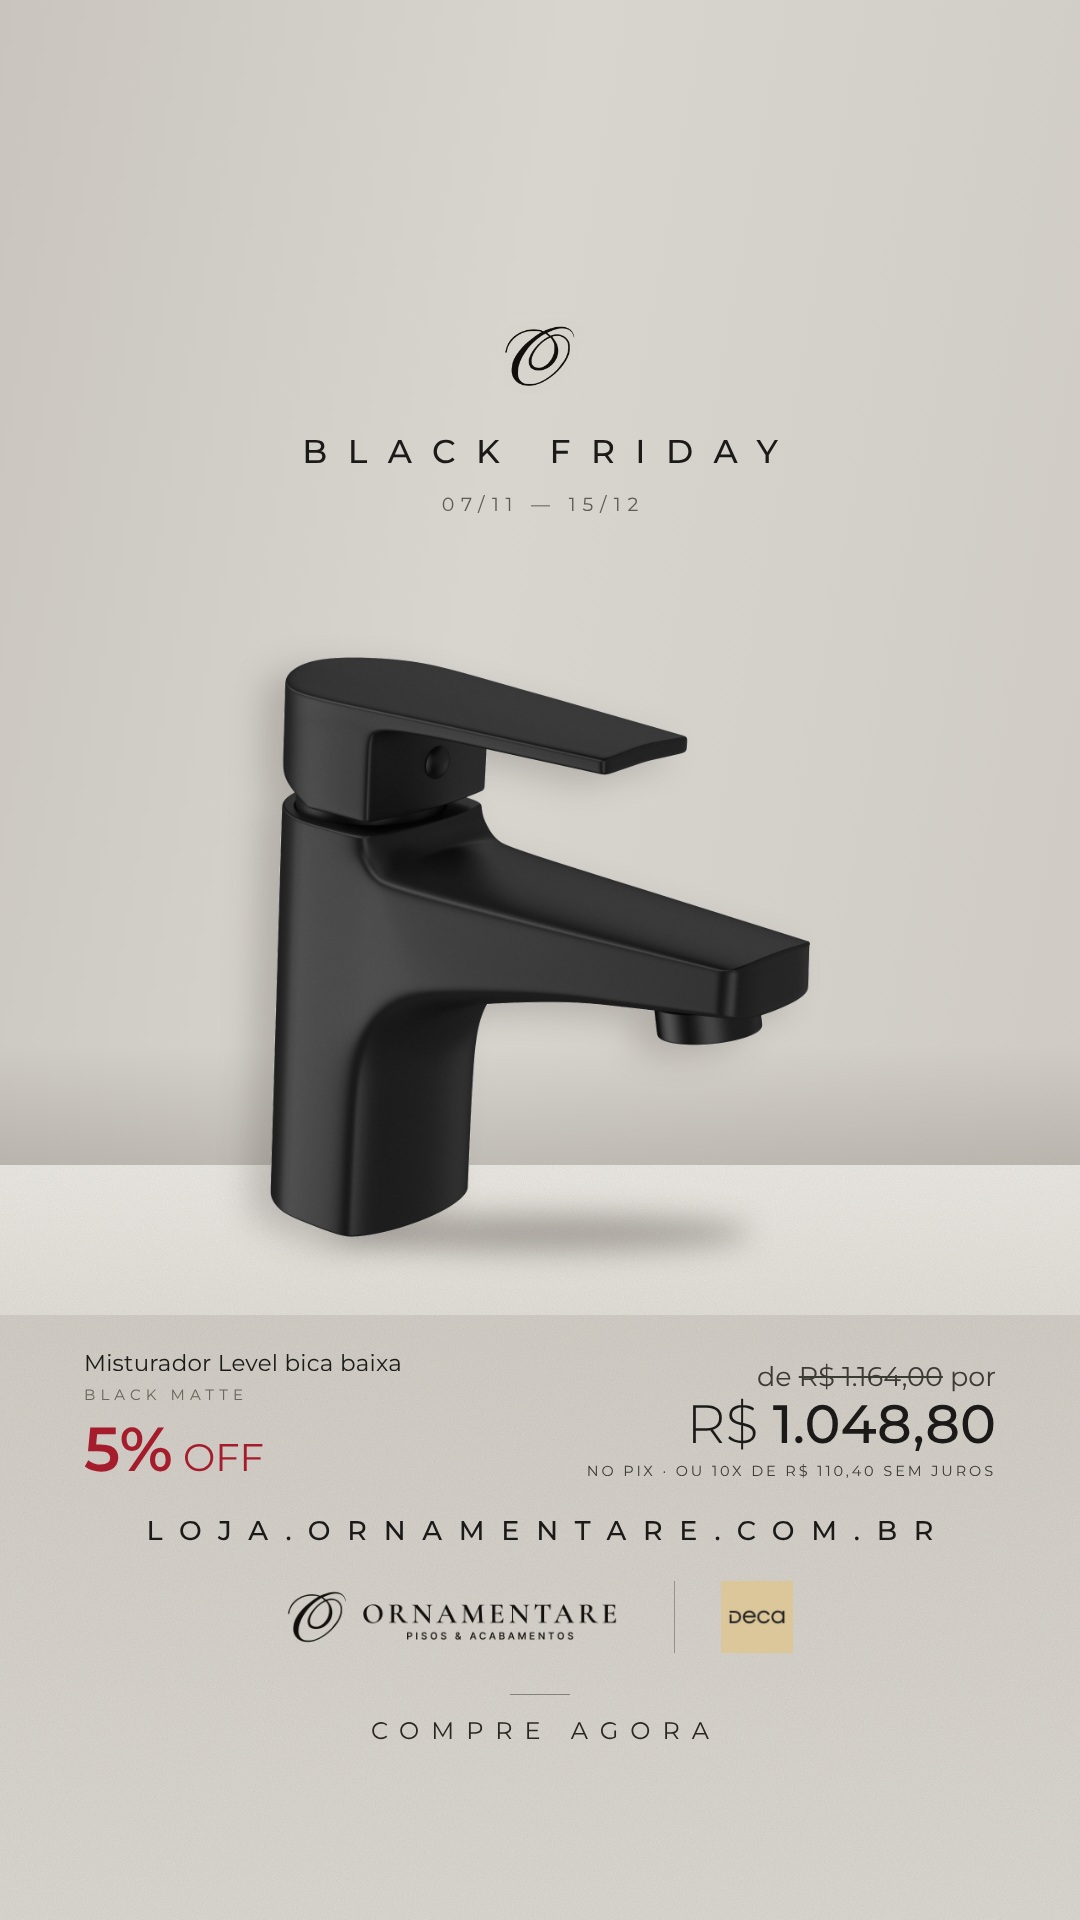 BLACK FRIDAY
07/11 — 15/12
Misturador Level bica baixa
BLACK MATTE
5% OFF
de R$ 1.164,00 por
R$ 1.048,80
NO PIX · OU 10X DE R$ 110,40 SEM JUROS
LOJA.ORNAMENTARE.COM.BR
ORNAMENTARE
PISOS & ACABAMENTOS
Deca
COMPRE AGORA